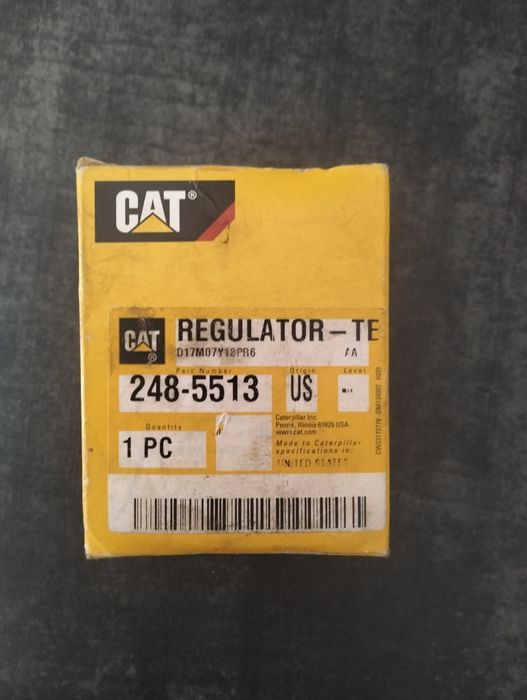 CAT®
CAT®
REGULATOR-TE
D17M07Y18PR6 AA
Part Number Origin Level
248-5513 US
Quantity
1 PC
Caterpillar Inc.
Peoria, Illinois 61629 USA
www.cat.com
Made to Caterpillar
specifications in:
UNITED STATES